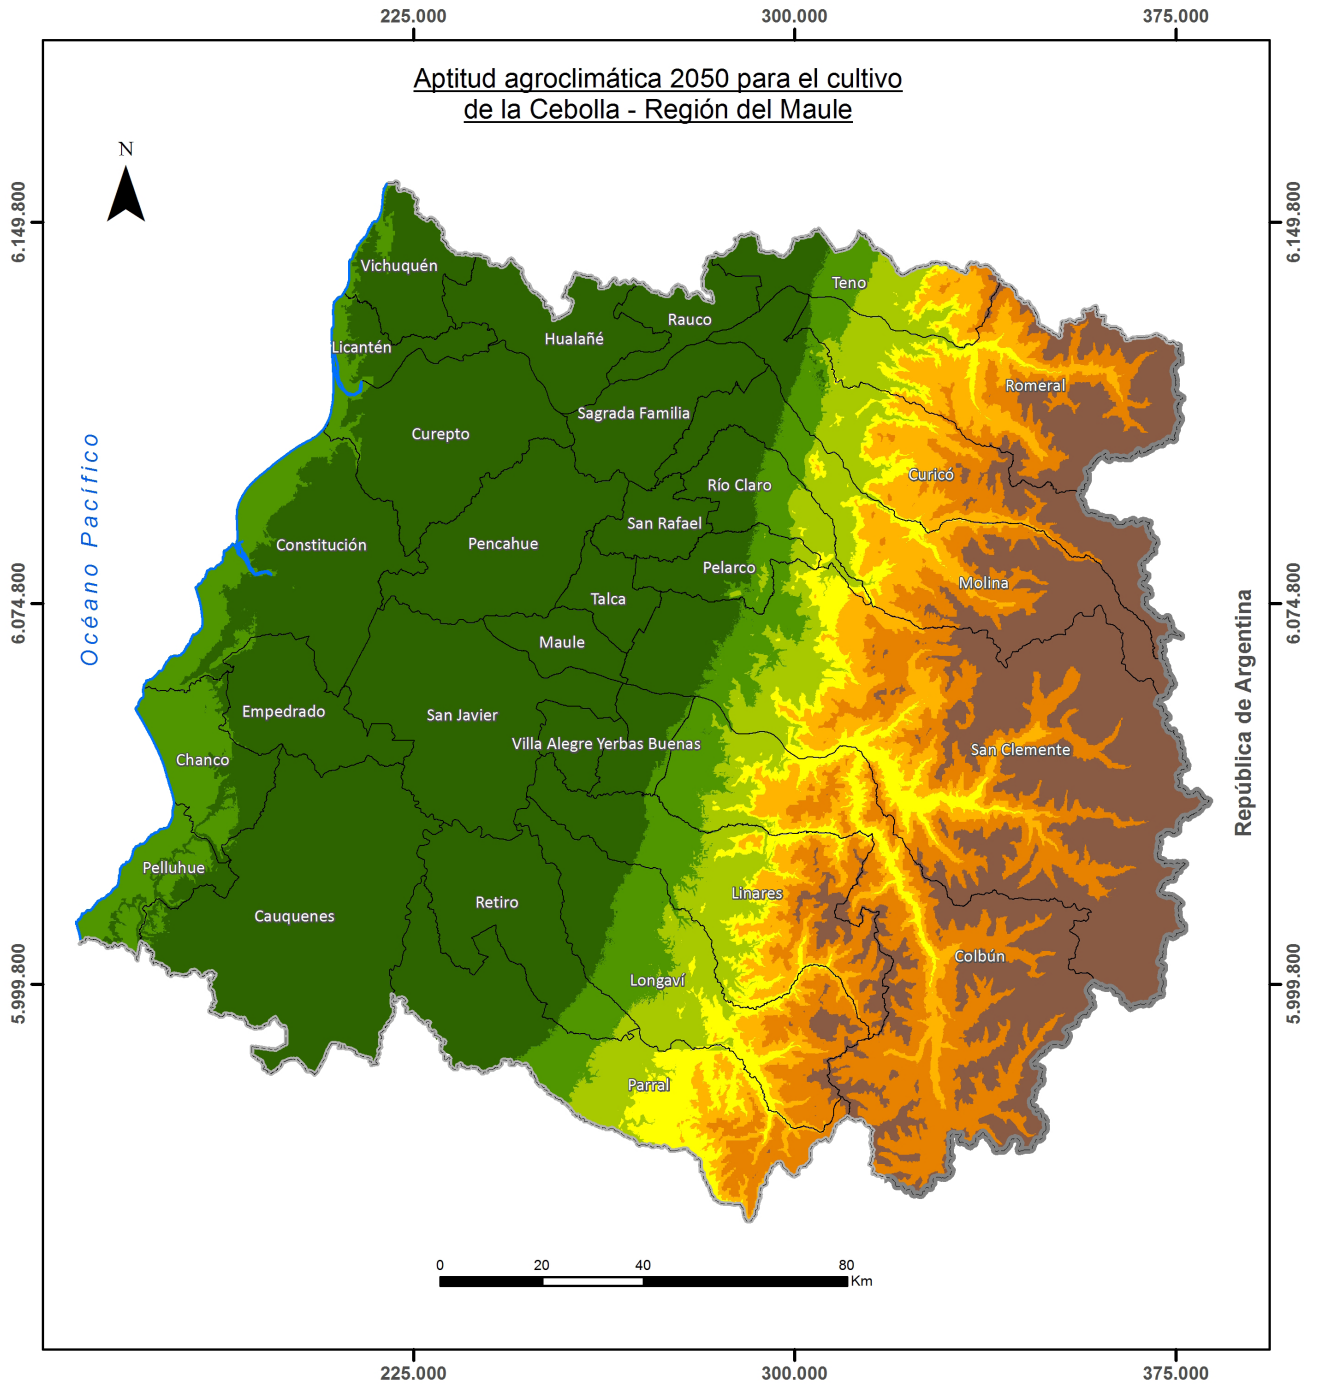 225.000
300.000
375.000
Aptitud agroclimática 2050 para el cultivo
de la Cebolla - Región del Maule
N
6.149.800
6.149.800
Vichuquén
Teno
Rauco
Hualañé
Licantén
Romeral
Sagrada Familia
Curepto
Curicó
Río Claro
San Rafael
Constitución
Pencahue
Pelarco
Molina
Océano Pacífico
6.074.800
6.074.800
Talca
Maule
República de Argentina
Empedrado
San Javier
Villa Alegre
Yerbas Buenas
San Clemente
Chanco
Pelluhue
Linares
Retiro
Cauquenes
Colbún
Longaví
5.999.800
5.999.800
Parral
0
20
40
80
Km
225.000
300.000
375.000